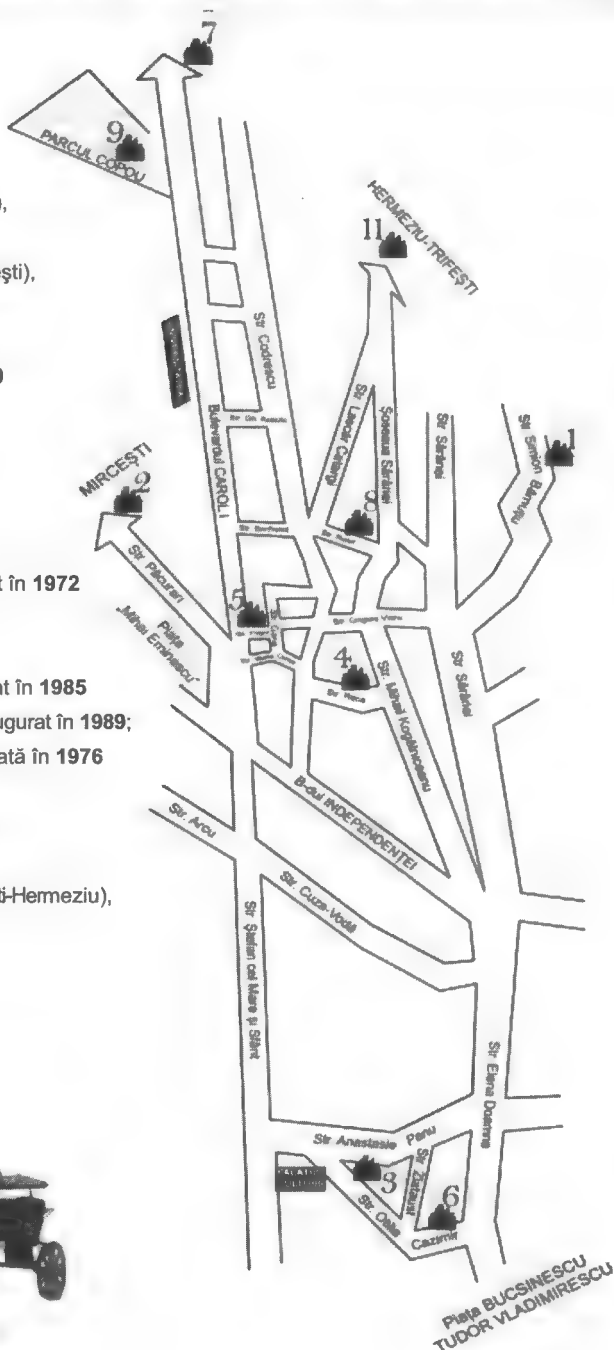 7
9
PARCUL COPOU
11
HERMEZIU-TRIFEŞTI
şti),
Str Codrescu
Str Lascăr Catargi
Şoseaua Sărăriei
Str Sărăriei
Str Simion Bărnuţiu
1
Bulevardul CAROL I
MIRCEŞTI
2
8
Str Păcurari
t în 1972
Piaţa
„Mihai Eminescu”
5
4
nt în 1985
ugurat în 1989;
ată în 1976
Str. Mihail Kogălniceanu
Str Sărăriei
B-dul INDEPENDENŢEI
Str. Arcu
Str. Cuza-Vodă
ti-Hermeziu),
Str Ştefan cel Mare şi Sfânt
Str Elena Doamna
Str Anastasie Panu
3
Str Zlataust
6
Str. Oelia Cazimir
Piaţa BUCSINESCU
TUDOR VLADIMIRESCU